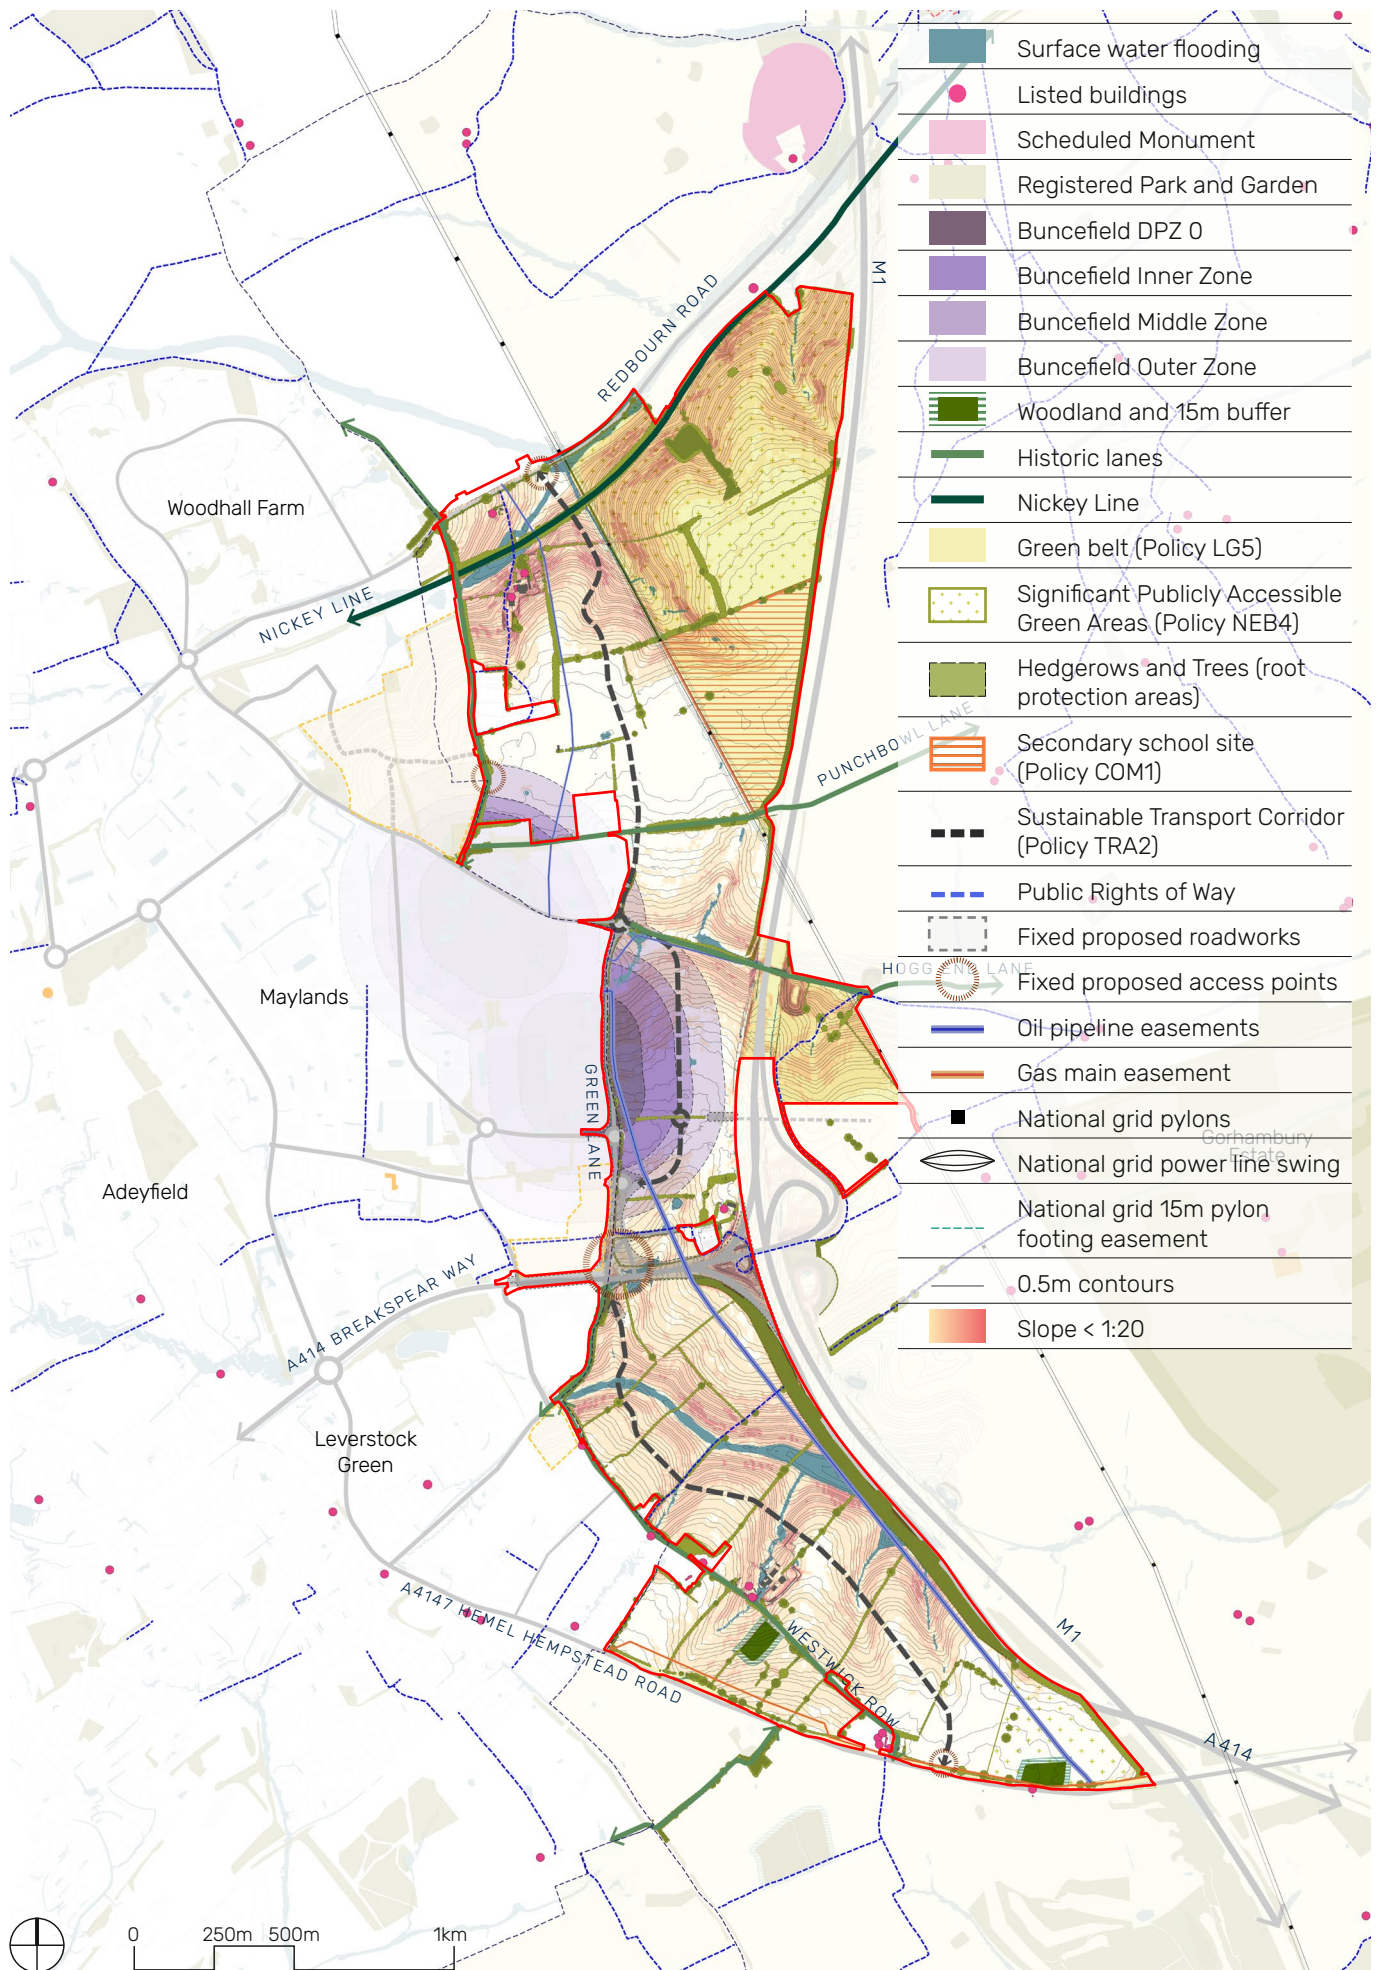 Surface water flooding
Listed buildings
Scheduled Monument
Registered Park and Garden
Buncefield DPZ 0
Buncefield Inner Zone
Buncefield Middle Zone
Buncefield Outer Zone
Woodland and 15m buffer
Historic lanes
Nickey Line
Green belt (Policy LG5)
Significant Publicly Accessible
Green Areas (Policy NEB4)
Hedgerows and Trees (root
protection areas)
Secondary school site
(Policy COM1)
Sustainable Transport Corridor
(Policy TRA2)
Public Rights of Way
Fixed proposed roadworks
Fixed proposed access points
Oil pipeline easements
Gas main easement
National grid pylons
National grid power line swing
National grid 15m pylon
footing easement
0.5m contours
Slope < 1:20
M1
REDBOURN ROAD
Woodhall Farm
NICKEY LINE
PUNCHBOWL LANE
HOGG END LANE
Maylands
GREEN LANE
Gorhambury
Estate
Adeyfield
A414 BREAKSPEAR WAY
Leverstock
Green
A4147 HEMEL HEMPSTEAD ROAD
WESTWICK ROW
M1
A414
0 250m 500m 1km